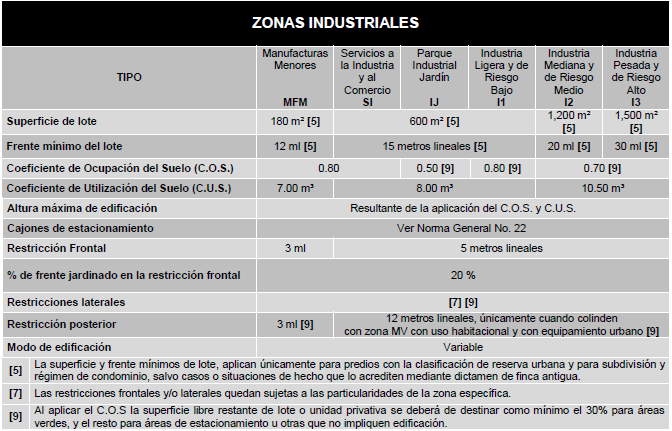 ZONAS INDUSTRIALES
TIPO
Manufacturas Menores MFM
Servicios a la Industria y al Comercio SI
Parque Industrial Jardín IJ
Industria Ligera y de Riesgo Bajo I1
Industria Mediana y de Riesgo Medio I2
Industria Pesada y de Riesgo Alto I3
Superficie de lote 180 m² [5] 600 m² [5] 1,200 m² [5] 1,500 m² [5]
Frente mínimo del lote 12 ml [5] 15 metros lineales [5] 20 ml [5] 30 ml [5]
Coeficiente de Ocupación del Suelo (C.O.S.) 0.80 0.50 [9] 0.80 [9] 0.70 [9]
Coeficiente de Utilización del Suelo (C.U.S.) 7.00 m³ 8.00 m³ 10.50 m³
Altura máxima de edificación Resultante de la aplicación del C.O.S. y C.U.S.
Cajones de estacionamiento Ver Norma General No. 22
Restricción Frontal 3 ml 5 metros lineales
% de frente jardinado en la restricción frontal 20 %
Restricciones laterales [7] [9]
Restricción posterior 3 ml [9] 12 metros lineales, únicamente cuando colinden
con zona MV con uso habitacional y con equipamiento urbano [9]
Modo de edificación Variable
[5] La superficie y frente mínimos de lote, aplican únicamente para predios con la clasificación de reserva urbana y para subdivisión y
régimen de condominio, salvo casos o situaciones de hecho que lo acrediten mediante dictamen de finca antigua.
[7] Las restricciones frontales y/o laterales quedan sujetas a las particularidades de la zona específica.
[9] Al aplicar el C.O.S la superficie libre restante de lote o unidad privativa se deberá de destinar como mínimo el 30% para áreas
verdes, y el resto para áreas de estacionamiento u otras que no impliquen edificación.